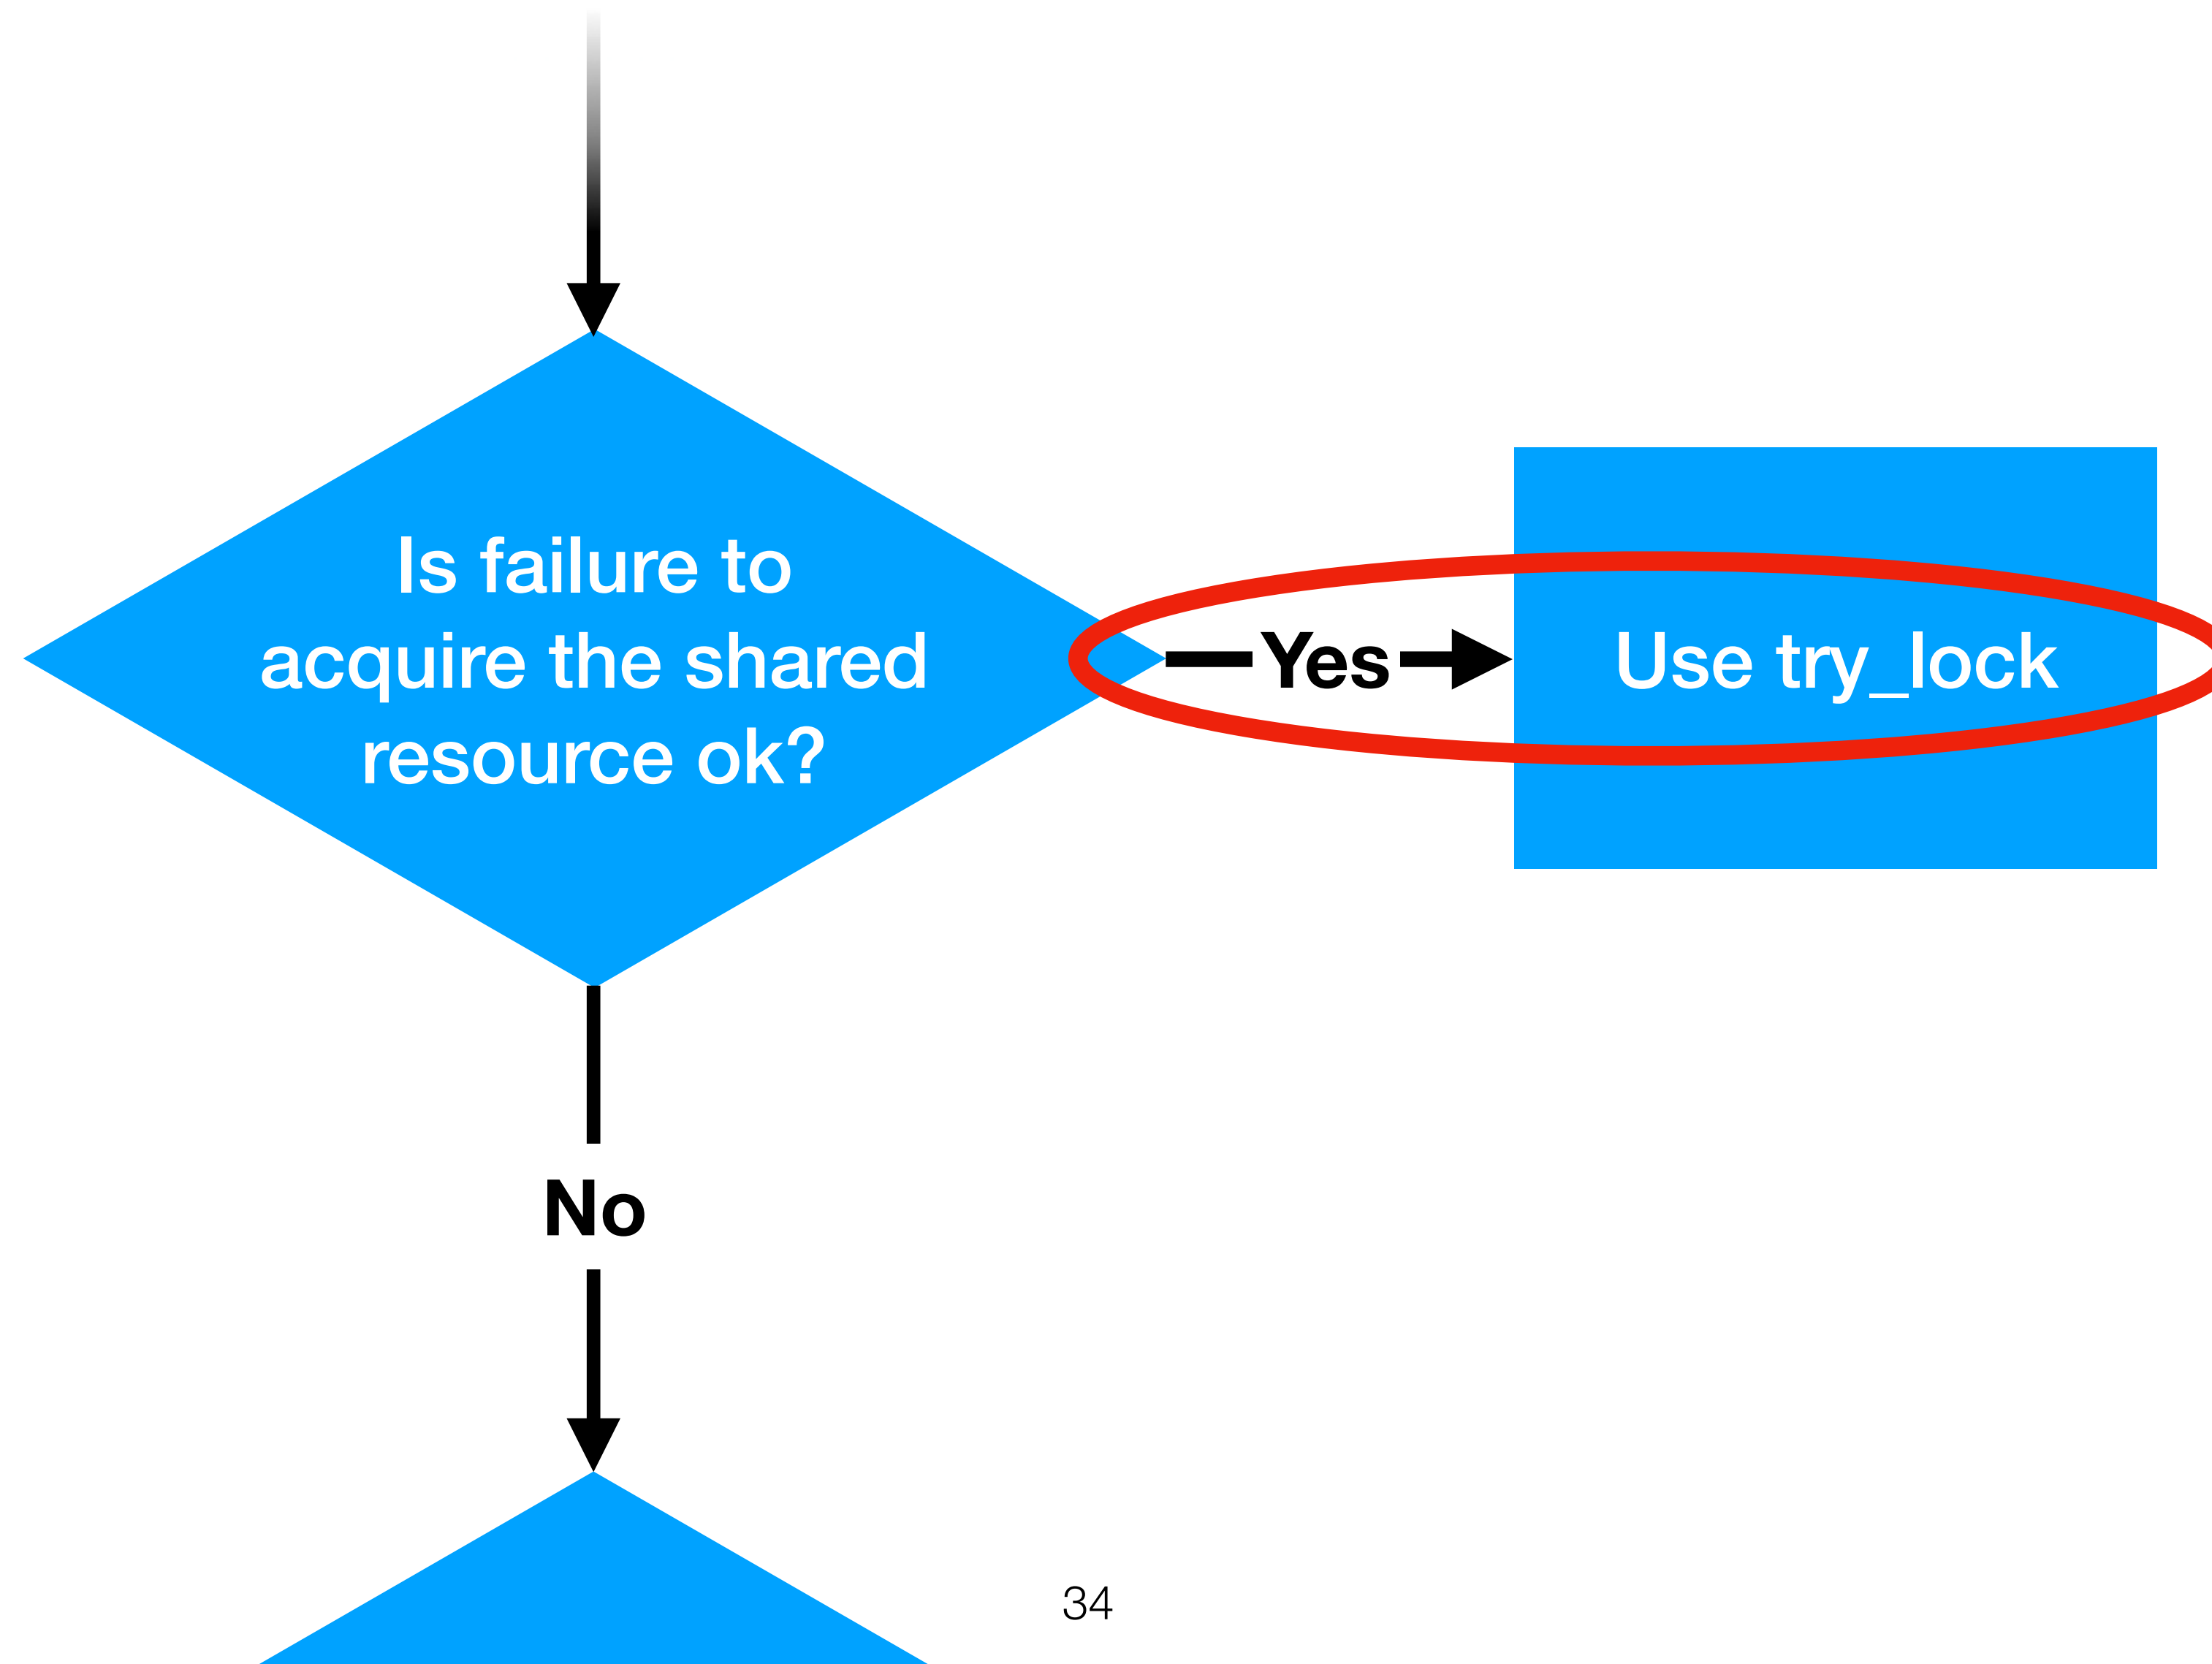 Is failure to
acquire the shared
resource ok?
Yes
Use try_lock
No
34